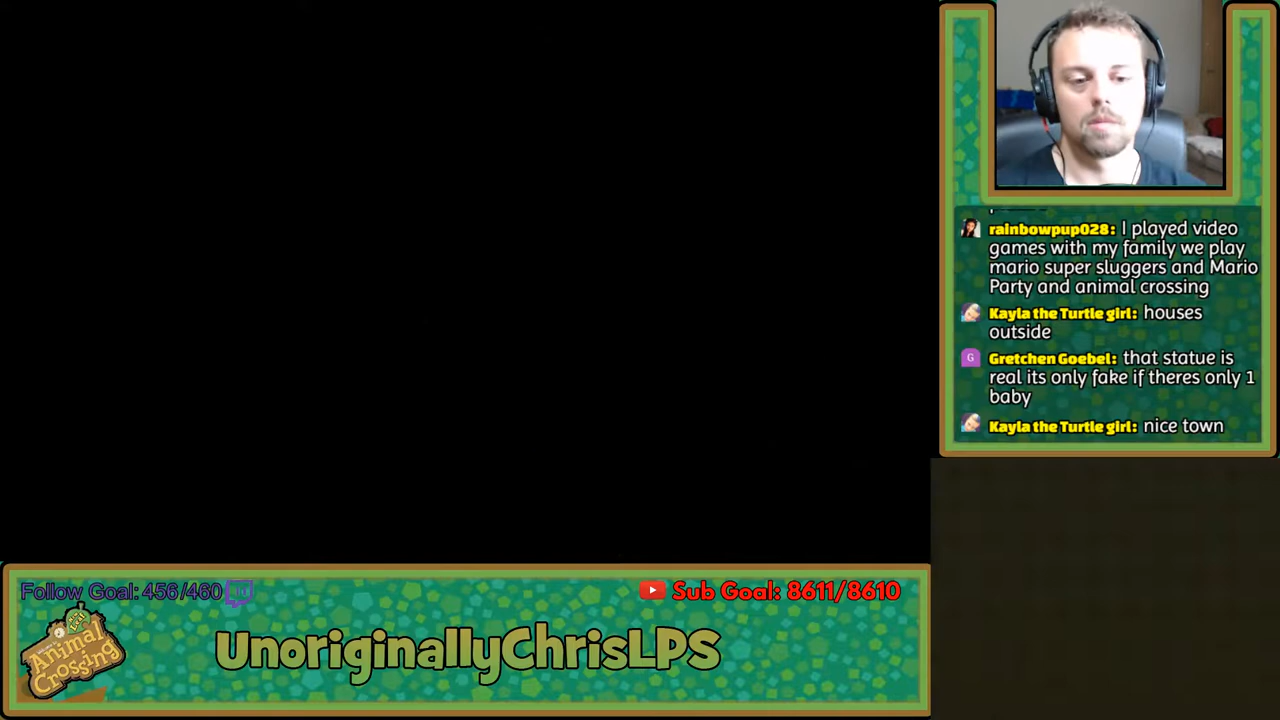 rainbowpup028: I played video
games with my family we play
mario super sluggers and Mario
Party and animal crossing
Kayla the Turtle girl: houses
outside
G Gretchen Goebel: that statue is
real its only fake if theres only 1
baby
Kayla the Turtle girl: nice town
Follow Goal: 456/460
Sub Goal: 8611/8610
Animal
Crossing
UnoriginallyChrisLPS